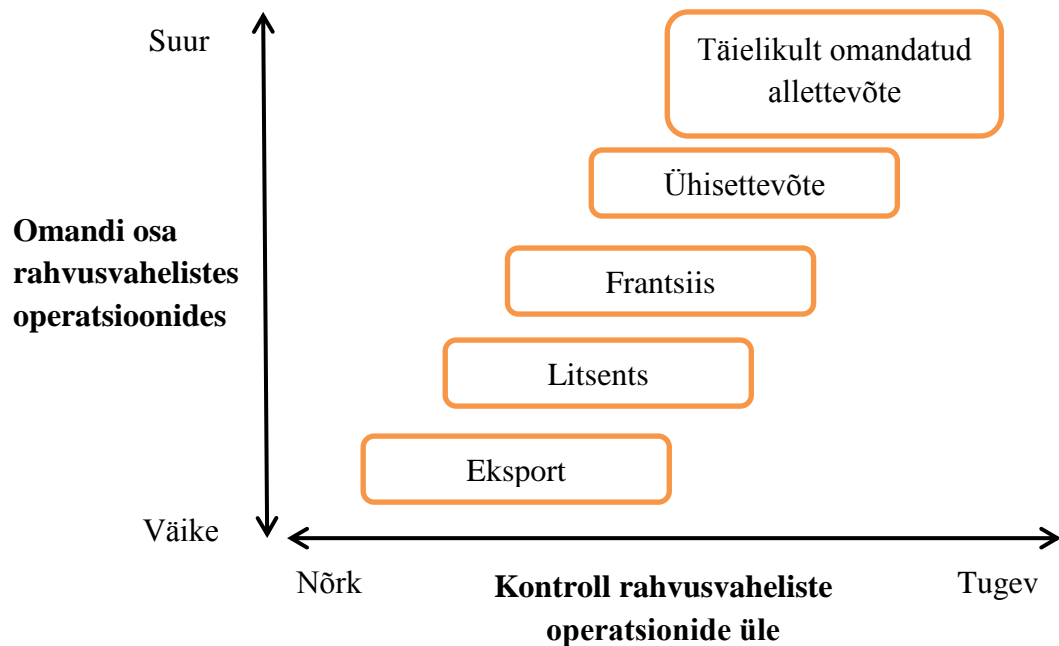 Suur
Täielikult omandatud
allettevõte
Ühisettevõte
Omandi osa
rahvusvahelistes
operatsioonides
Frantsiis
Litsents
Eksport
Väike
Nõrk
Kontroll rahvusvaheliste
operatsionide üle
Tugev